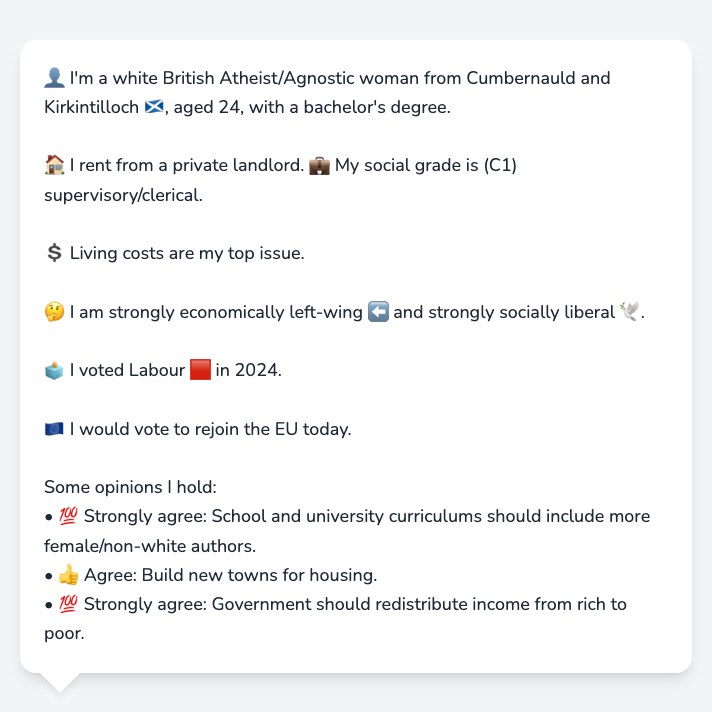 👤 I'm a white British Atheist/Agnostic woman from Cumbernauld and
Kirkintilloch 🏴󠁧󠁢󠁳󠁣󠁴󠁿, aged 24, with a bachelor's degree.
🏠 I rent from a private landlord. 💼 My social grade is (C1)
supervisory/clerical.
💲 Living costs are my top issue.
🤔 I am strongly economically left-wing ⬅️ and strongly socially liberal 🕊️.
🗳️ I voted Labour 🟥 in 2024.
🇪🇺 I would vote to rejoin the EU today.
Some opinions I hold:
• 💯 Strongly agree: School and university curriculums should include more
female/non-white authors.
• 👍 Agree: Build new towns for housing.
• 💯 Strongly agree: Government should redistribute income from rich to
poor.